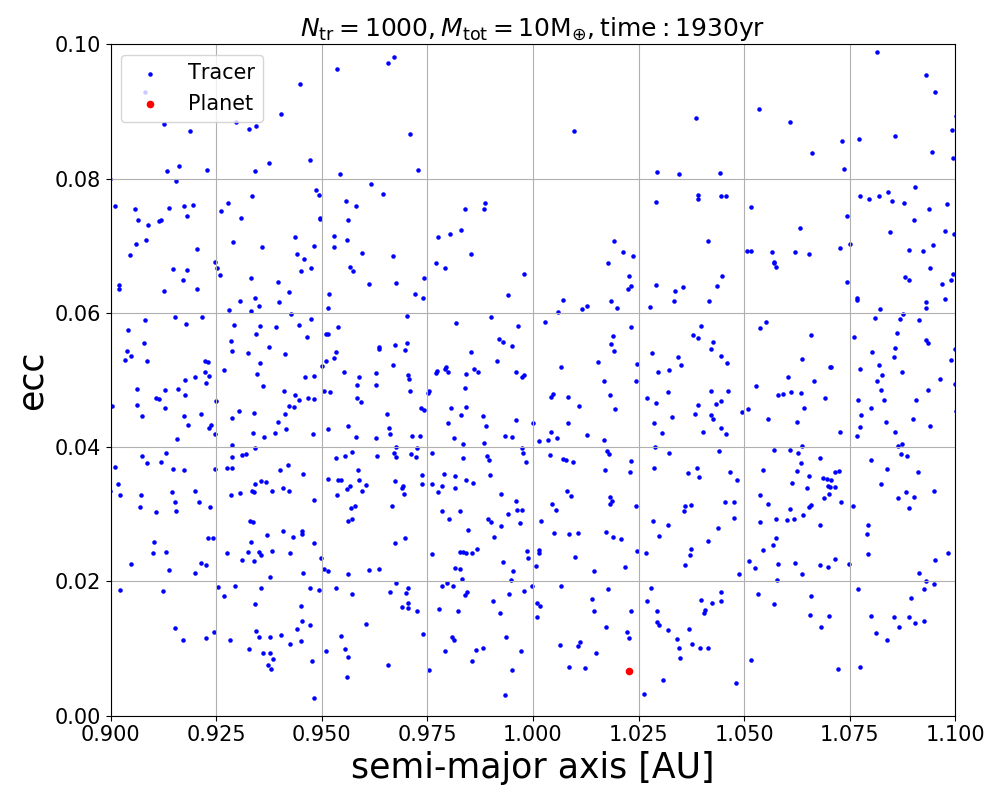 N_tr = 1000, M_tot = 10M_⊕, time : 1930yr
0.10
Tracer
Planet
0.08
0.06
ecc
0.04
0.02
0.00
0.900 0.925 0.950 0.975 1.000 1.025 1.050 1.075 1.100
semi-major axis [AU]